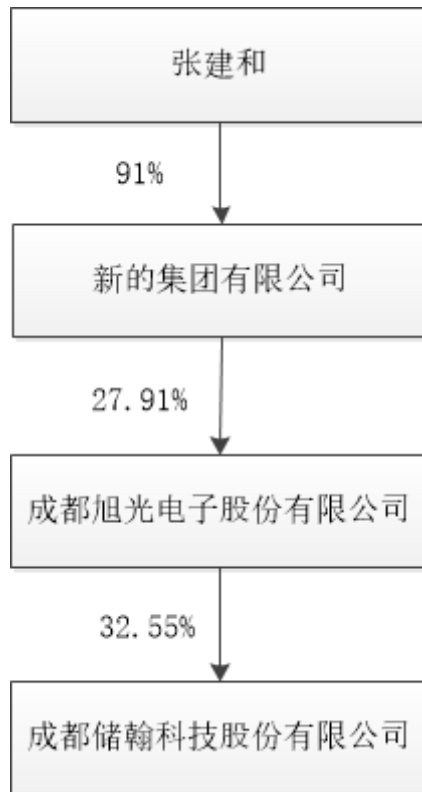 张建和
91%
新的集团有限公司
27.91%
成都旭光电子股份有限公司
32.55%
成都储翰科技股份有限公司